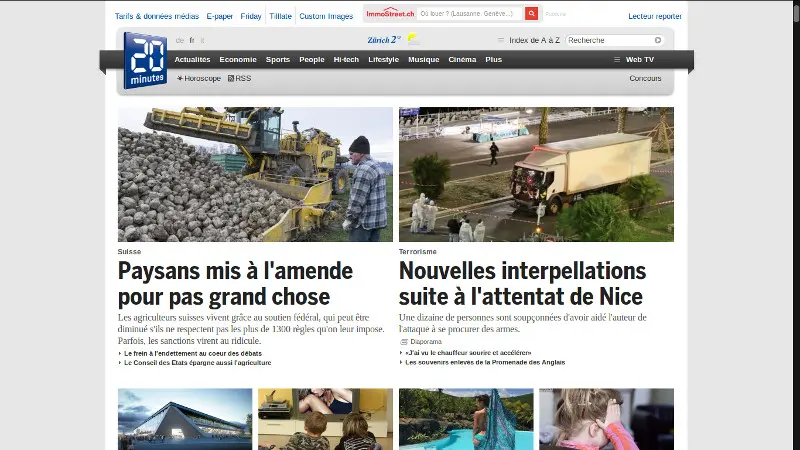 Tarifs & données médias E-paper Friday Tilllate Custom Images
ImmoStreet.ch Où louer ? (Lausanne, Genève...)
Lecteur reporter
20 minutes
de fr it
Zürich 2°
Index de A à Z Recherche
Actualités Economie Sports People Hi-tech Lifestyle Musique Cinéma Plus Web TV
Horoscope RSS Concours
Suisse
Paysans mis à l'amende
pour pas grand chose
Les agriculteurs suisses vivent grâce au soutien fédéral, qui peut être
diminué s'ils ne respectent pas les plus de 1300 règles qu'on leur impose.
Parfois, les sanctions virent au ridicule.
Le frein à l'endettement au coeur des débats
Le Conseil des Etats épargne aussi l'agriculture
Terrorisme
Nouvelles interpellations
suite à l'attentat de Nice
Une dizaine de personnes sont soupçonnées d'avoir aidé l'auteur de
l'attaque à se procurer des armes.
Diaporama
«J'ai vu le chauffeur sourire et accélérer»
Les souvenirs enlevés de la Promenade des Anglais